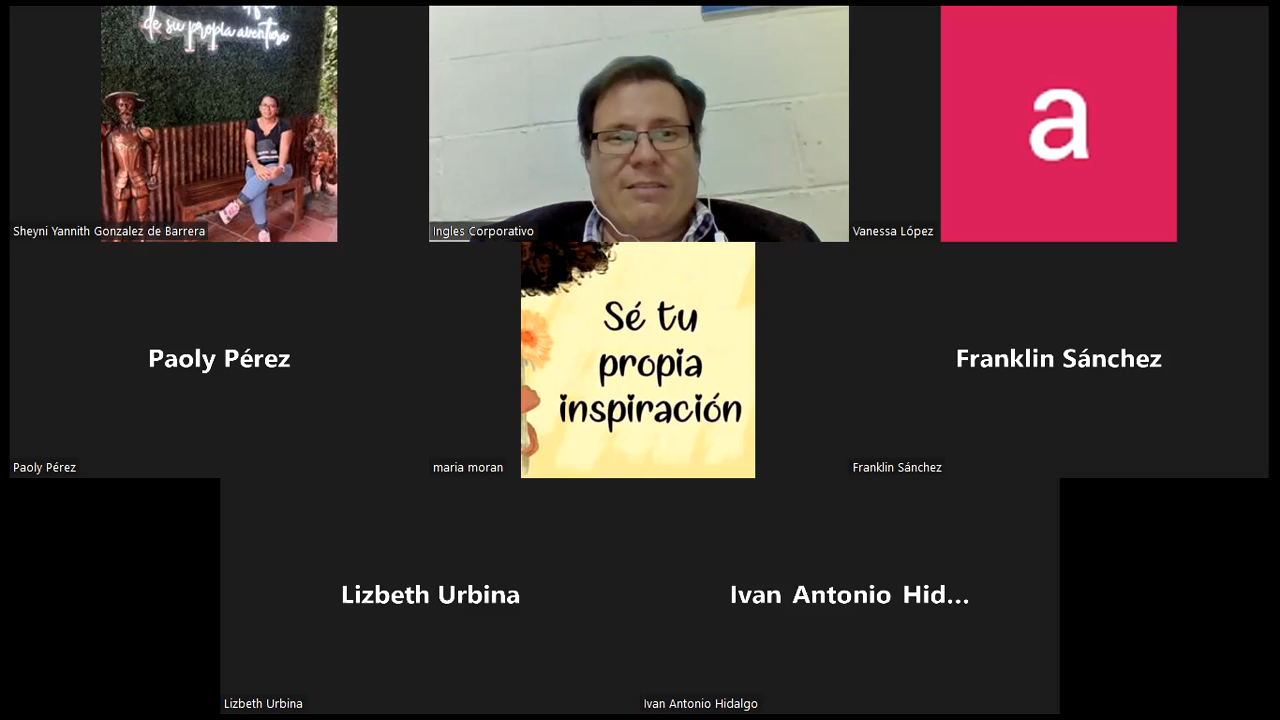 de su propia aventura
Sheyni Yannith Gonzalez de Barrera
Ingles Corporativo
Vanessa López
a
Paoly Pérez
Paoly Pérez
Sé tu
propia
inspiración
maria moran
Franklin Sánchez
Franklin Sánchez
Lizbeth Urbina
Lizbeth Urbina
Ivan Antonio Hid...
Ivan Antonio Hidalgo